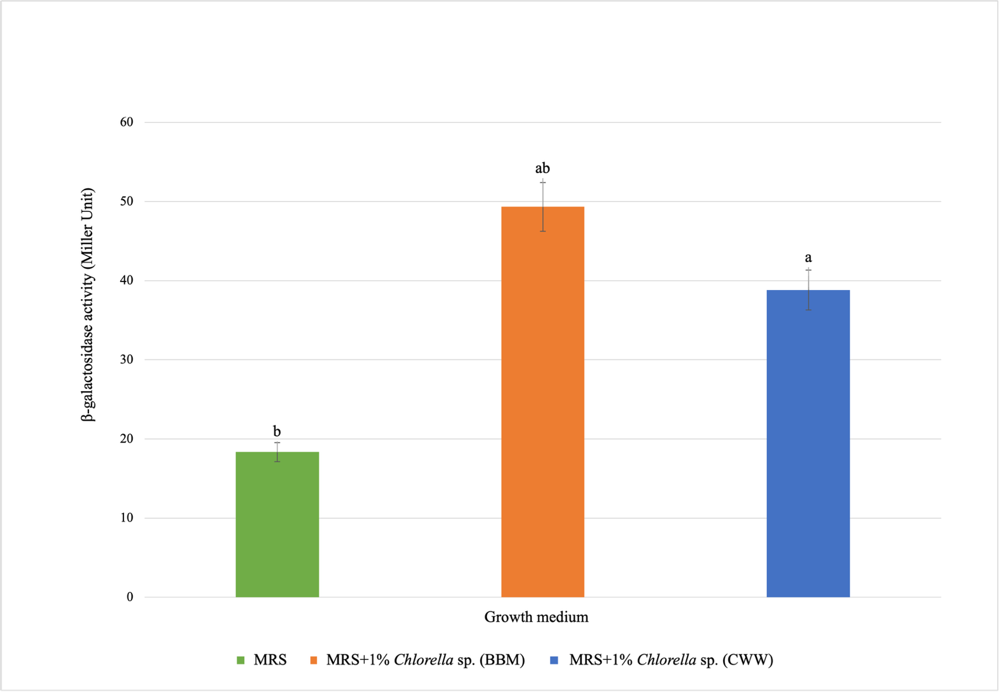 60
ab
50
a
40
β-galactosidase activity (Miller Unit)
30
b
20
10
0
Growth medium
MRS MRS+1% Chlorella sp. (BBM) MRS+1% Chlorella sp. (CWW)